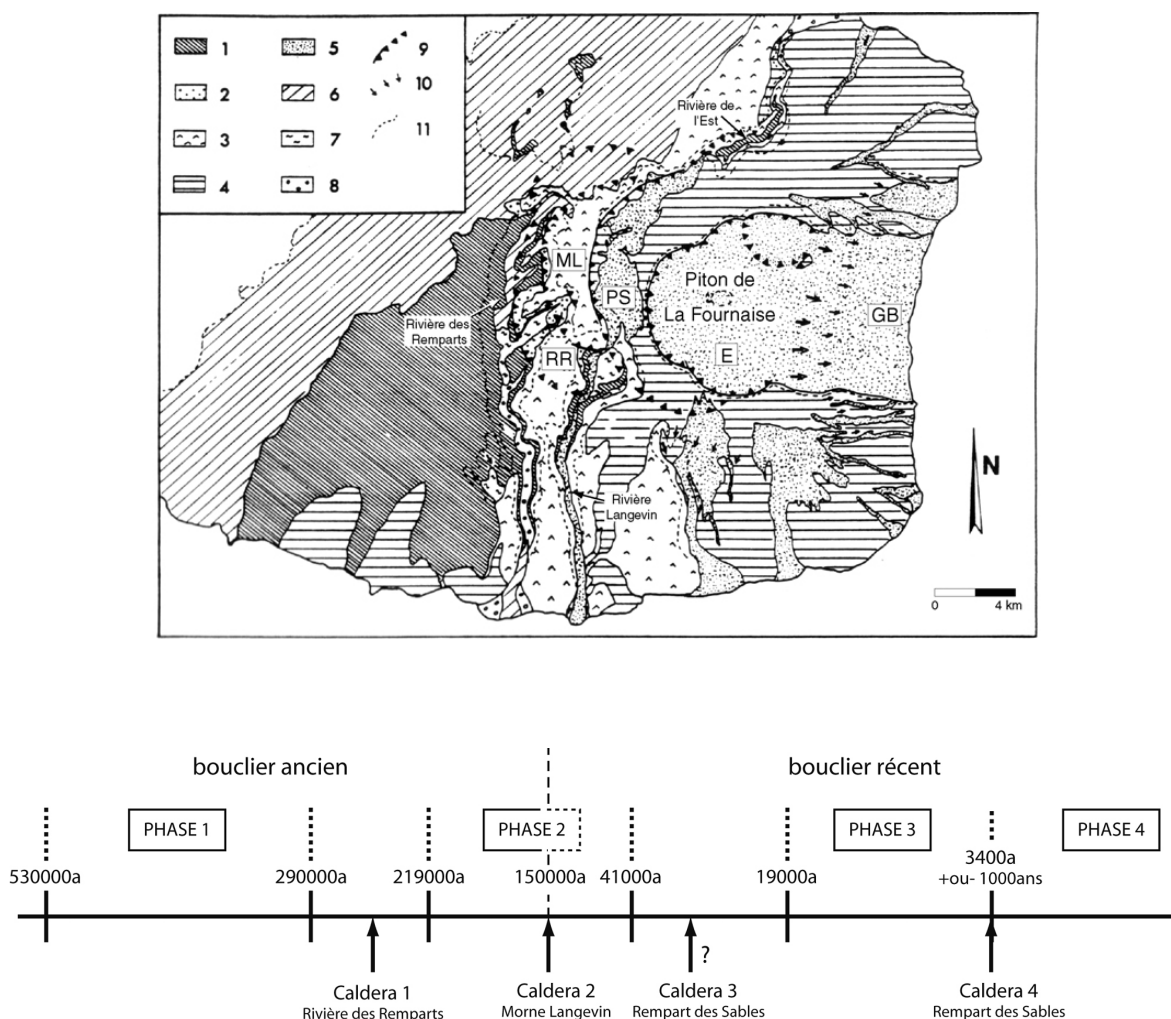 1
5
9
2
6
10
3
7
11
4
8
Rivière de
l'Est
ML
PS
Piton de
La Fournaise
GB
Rivière des
Remparts
RR
E
N
Rivière
Langevin
0
4 km
bouclier ancien
bouclier récent
PHASE 1
PHASE 2
PHASE 3
PHASE 4
530000a
290000a
219000a
150000a
41000a
19000a
3400a
+ou- 1000ans
?
Caldera 1
Rivière des Remparts
Caldera 2
Morne Langevin
Caldera 3
Rempart des Sables
Caldera 4
Rempart des Sables